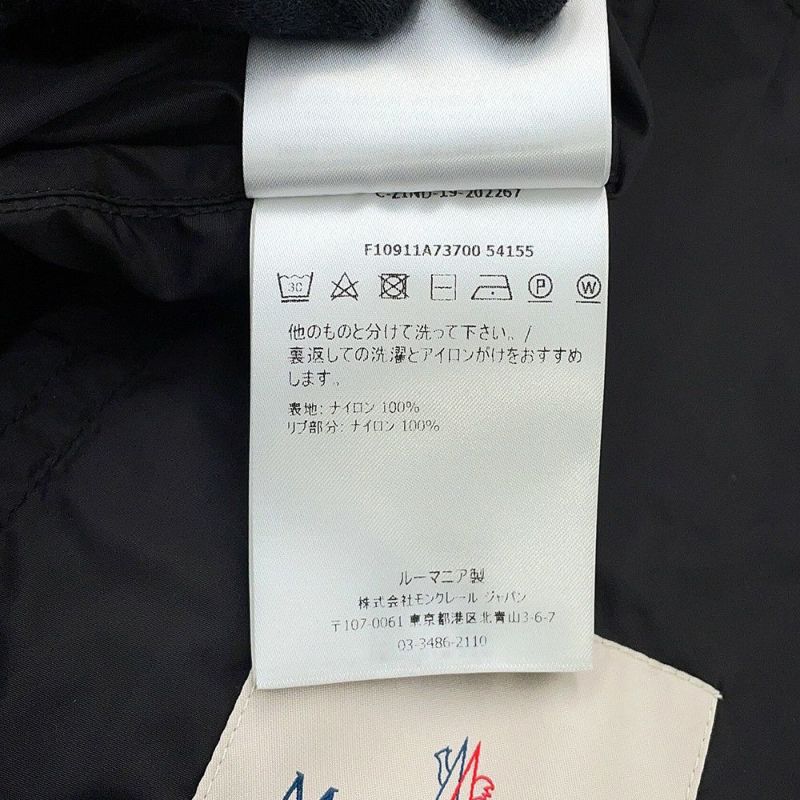 C-ZIND-19-202267
F10911A73700 54155
30
P
W
他のものと分けて洗って下さい。/
裏返しての洗濯とアイロンがけをおすすめ
します。
表地: ナイロン 100%
リブ部分: ナイロン 100%
ルーマニア製
株式会社モンクレール ジャパン
〒107-0061 東京都港区北青山3-6-7
03-3486-2110